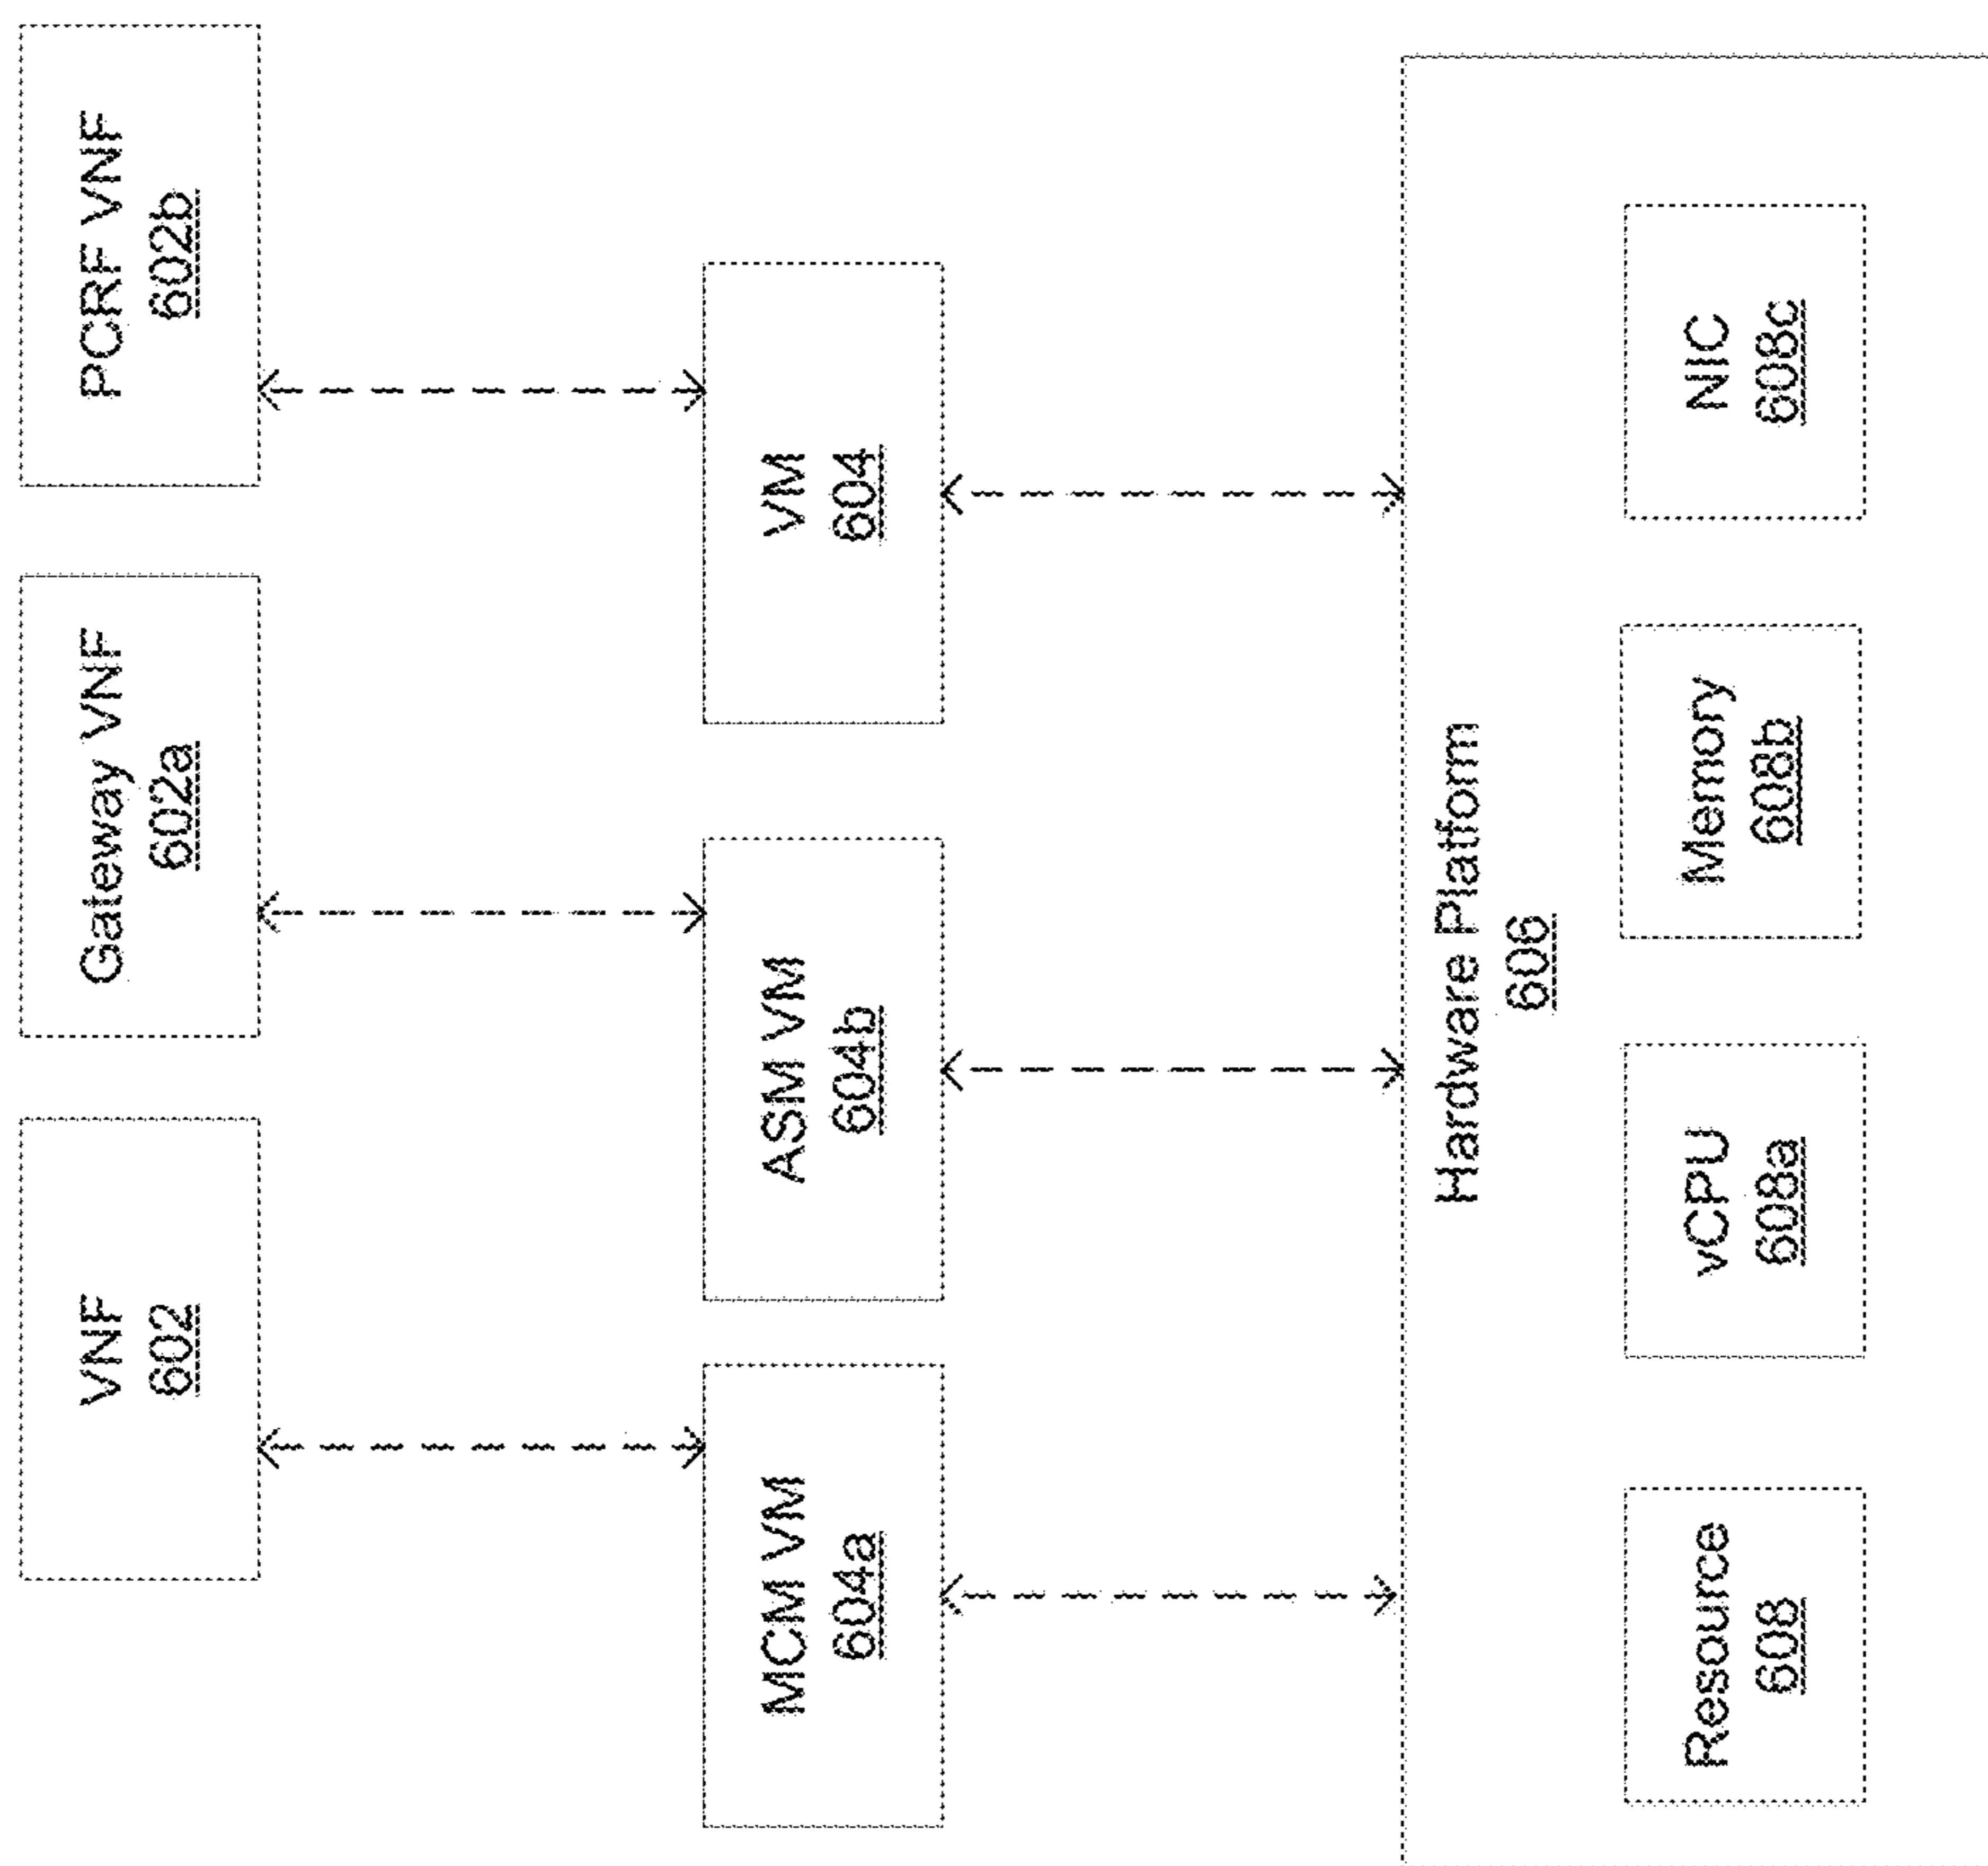 VNF
602
Gateway VNF
602a
PCRF VNF
602b
MCM VM
604a
ASM VM
604b
VM
604
Hardware Platform
606
Resource
608
vCPU
608a
Memory
608b
NIC
608c